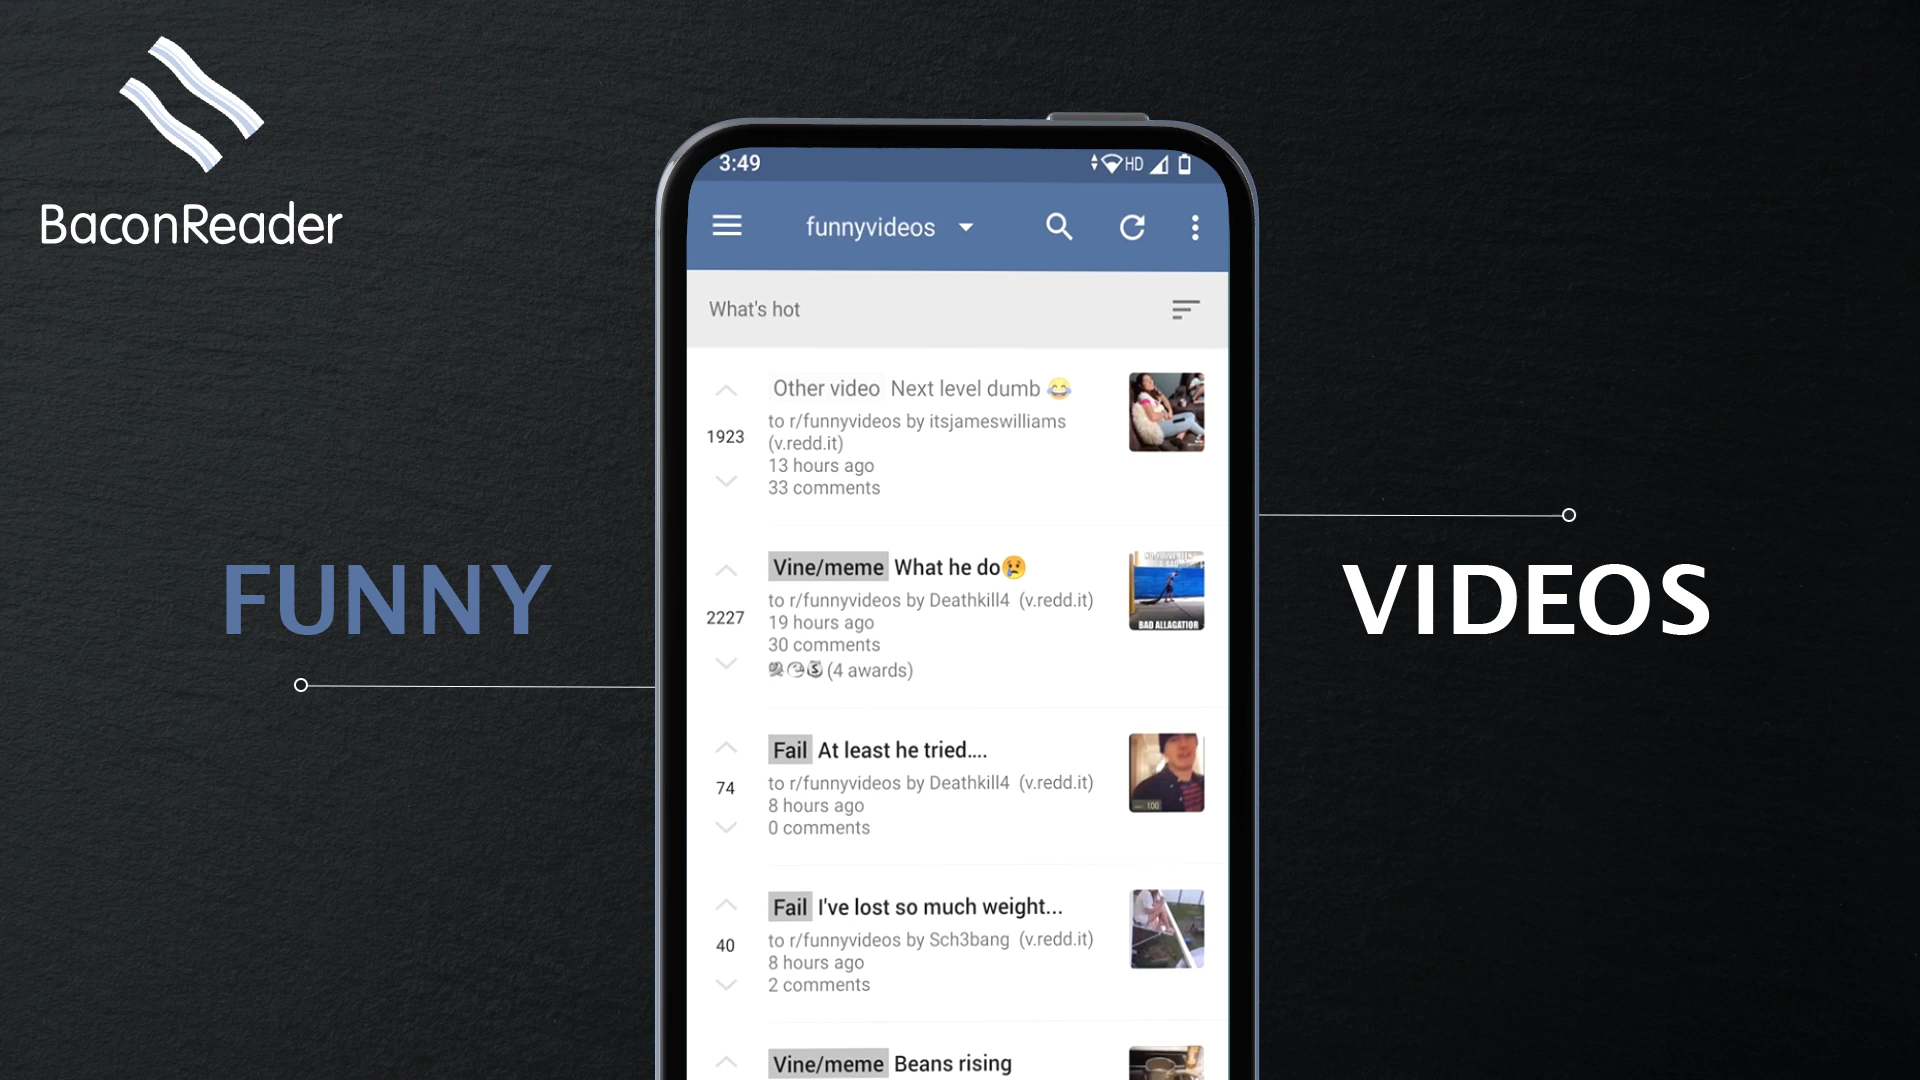 BaconReader
FUNNY
VIDEOS
3:49
HD
funnyvideos
What's hot
Other video Next level dumb 😂
to r/funnyvideos by itsjameswilliams
(v.redd.it)
1923
13 hours ago
33 comments
Vine/meme What he do😢
to r/funnyvideos by Deathkill4 (v.redd.it)
2227
19 hours ago
30 comments
(4 awards)
BAD ALLAGATIOR
Fail At least he tried....
to r/funnyvideos by Deathkill4 (v.redd.it)
74
8 hours ago
0 comments
100
Fail I've lost so much weight...
to r/funnyvideos by Sch3bang (v.redd.it)
40
8 hours ago
2 comments
Vine/meme Beans rising